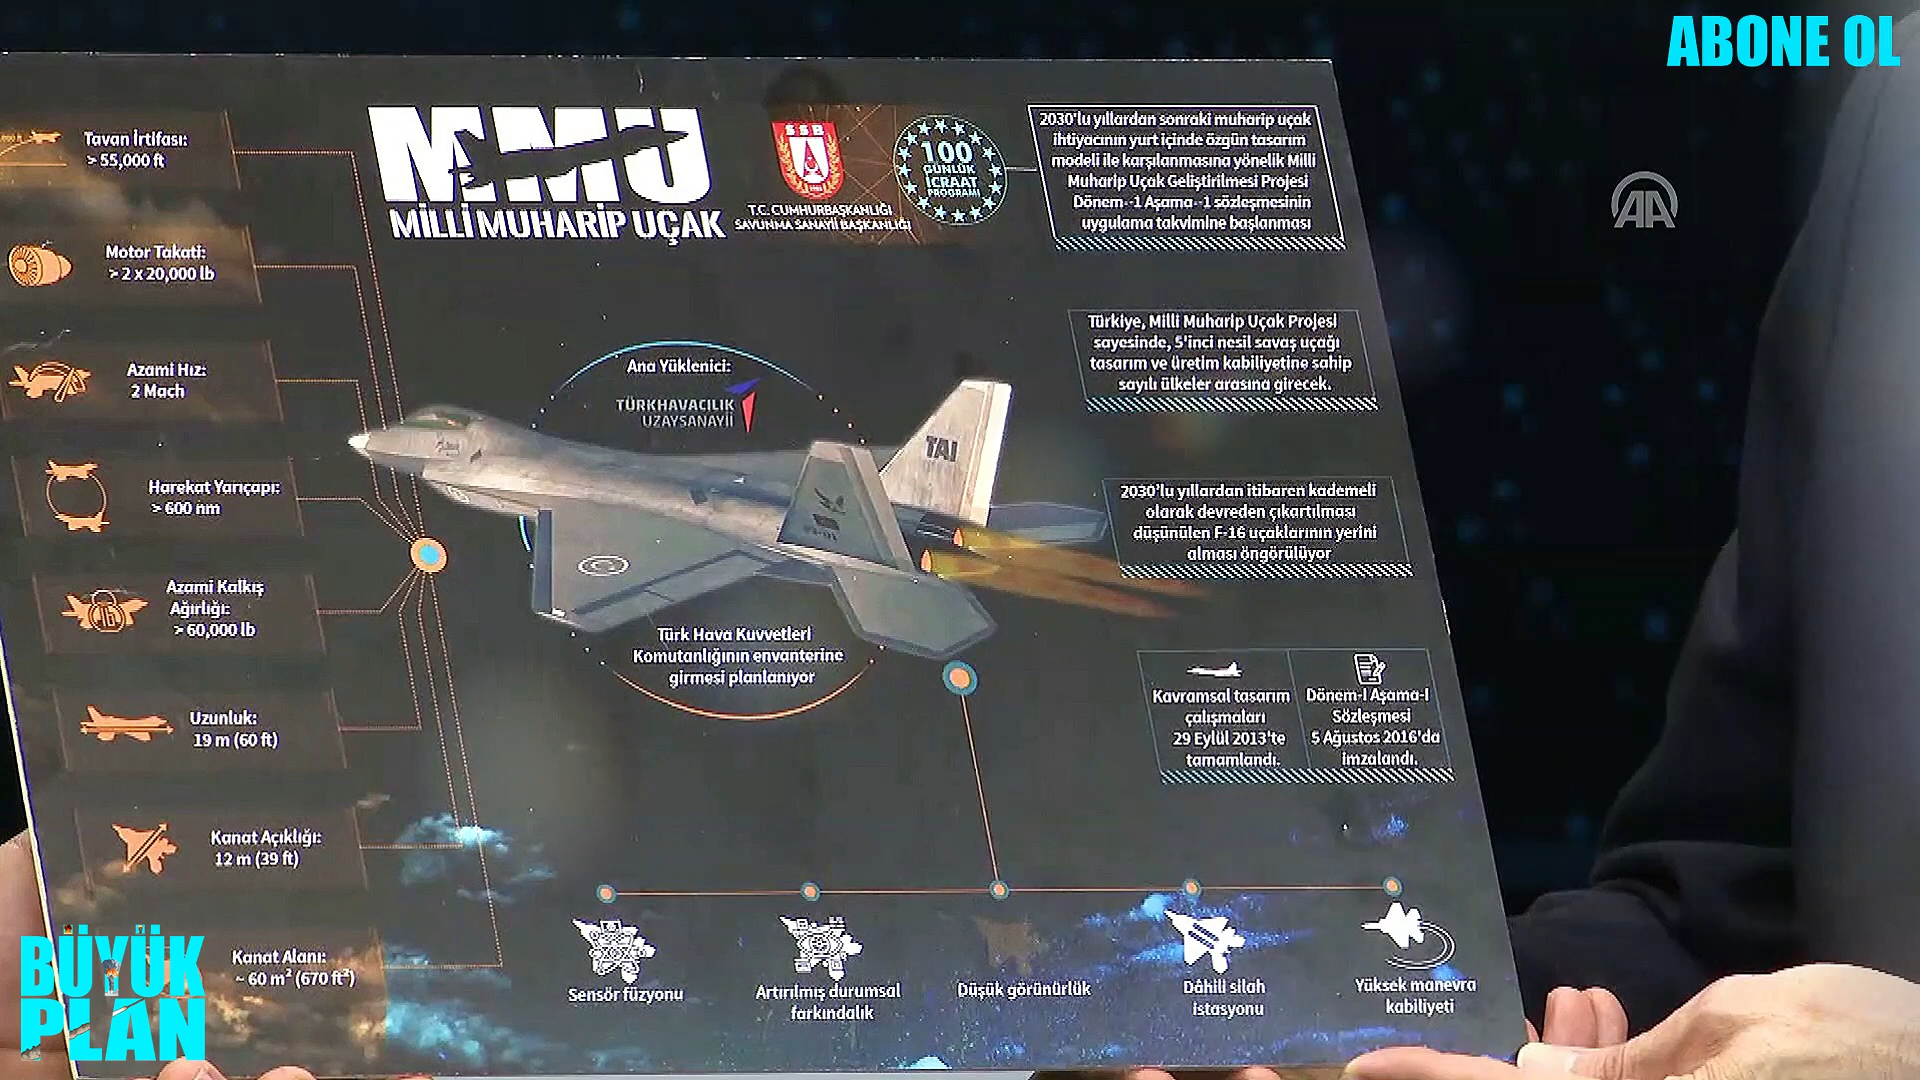 ABONE OL
AA
MMU
MİLLİ MUHARİP UÇAK
SSB
T.C. CUMHURBAŞKANLIĞI
SAVUNMA SANAYİİ BAŞKANLIĞI
100
GÜNLÜK
İCRAAT
PROGRAMI
2030'lu yıllardan sonraki muharip uçak
ihtiyacının yurt içinde özgün tasarım
modeli ile karşılanmasına yönelik Milli
Muharip Uçak Geliştirilmesi Projesi
Dönem--1 Aşama--1 sözleşmesinin
uygulama takvimine başlanması
Tavan İrtifası:
> 55,000 ft
Motor Takati:
> 2 x 20,000 lb
Azami Hız:
2 Mach
Harekat Yarıçapı:
> 600 nm
Azami Kalkış
Ağırlığı:
> 60,000 lb
Uzunluk:
19 m (60 ft)
Kanat Açıklığı:
12 m (39 ft)
Kanat Alanı:
~ 60 m² (670 ft²)
Ana Yüklenici:
TÜRK HAVACILIK
UZAY SANAYİİ
TAI
Türk Hava Kuvvetleri
Komutanlığının envanterine
girmesi planlanıyor
Türkiye, Milli Muharip Uçak Projesi
sayesinde, 5'inci nesil savaş uçağı
tasarım ve üretim kabiliyetine sahip
sayılı ülkeler arasına girecek.
2030'lu yıllardan itibaren kademeli
olarak devreden çıkartılması
düşünülen F-16 uçaklarının yerini
alması öngörülüyor
Kavramsal tasarım
çalışmaları
29 Eylül 2013'te
tamamlandı.
Dönem-I Aşama-I
Sözleşmesi
5 Ağustos 2016'da
imzalandı.
Sensör füzyonu
Artırılmış durumsal
farkındalık
Düşük görünürlük
Dâhili silah
istasyonu
Yüksek manevra
kabiliyeti
BÜYÜK
PLAN